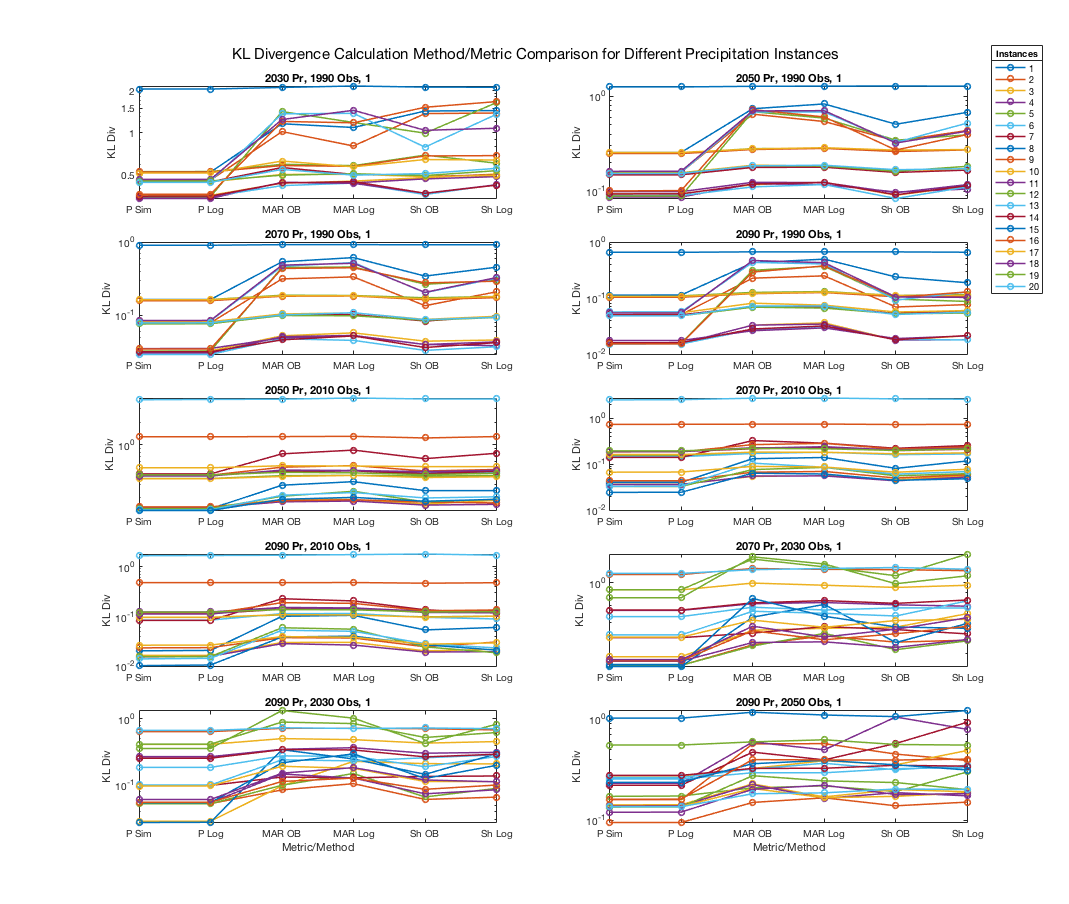 KL Divergence Calculation Method/Metric Comparison for Different Precipitation Instances
Instances
1
2
3
4
5
6
7
8
9
10
11
12
13
14
15
16
17
18
19
20
2030 Pr, 1990 Obs, 1
KL Div
2
1.5
1
0.5
P Sim P Log MAR OB MAR Log Sh OB Sh Log
2050 Pr, 1990 Obs, 1
KL Div
10^0
10^-1
P Sim P Log MAR OB MAR Log Sh OB Sh Log
2070 Pr, 1990 Obs, 1
KL Div
10^0
10^-1
P Sim P Log MAR OB MAR Log Sh OB Sh Log
2090 Pr, 1990 Obs, 1
KL Div
10^0
10^-1
10^-2
P Sim P Log MAR OB MAR Log Sh OB Sh Log
2050 Pr, 2010 Obs, 1
KL Div
10^0
P Sim P Log MAR OB MAR Log Sh OB Sh Log
2070 Pr, 2010 Obs, 1
KL Div
10^0
10^-1
10^-2
P Sim P Log MAR OB MAR Log Sh OB Sh Log
2090 Pr, 2010 Obs, 1
KL Div
10^0
10^-1
10^-2
P Sim P Log MAR OB MAR Log Sh OB Sh Log
2070 Pr, 2030 Obs, 1
KL Div
10^0
P Sim P Log MAR OB MAR Log Sh OB Sh Log
2090 Pr, 2030 Obs, 1
KL Div
10^0
10^-1
P Sim P Log MAR OB MAR Log Sh OB Sh Log
Metric/Method
2090 Pr, 2050 Obs, 1
KL Div
10^0
10^-1
P Sim P Log MAR OB MAR Log Sh OB Sh Log
Metric/Method